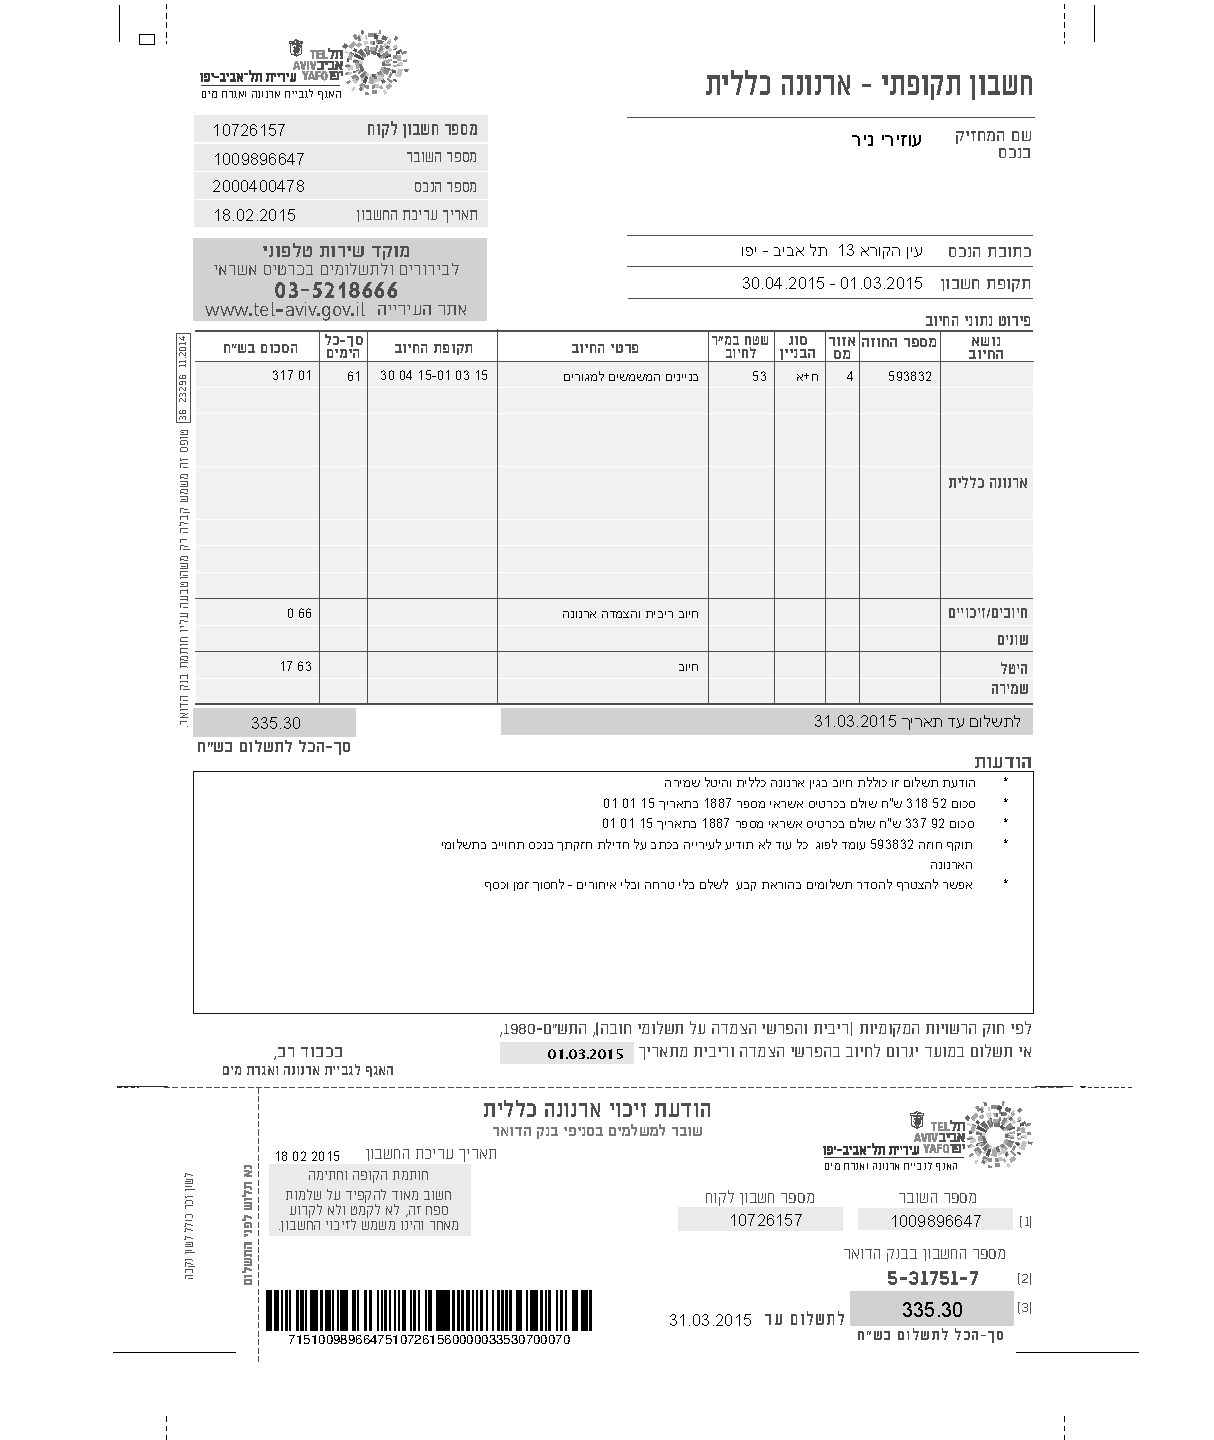 תל
TEL
אביב AVIV
יפו YAFO
עיריית תל-אביב-יפו
האגף לגביית ארנונה ואגרת מים
חשבון תקופתי - ארנונה כללית
שם המחזיק בנכס עוזירי ניר
מספר חשבון לקוח 10726157
מספר השובר 1009896647
מספר הנכס 2000400478
תאריך עריכת החשבון 18.02.2015
מוקד שירות טלפוני
לבירורים ולתשלומים בכרטיס אשראי
03-5218666
אתר העירייה www.tel-aviv.gov.il
כתובת הנכס עין הקורא 13 תל אביב - יפו
תקופת חשבון 01.03.2015 - 30.04.2015
פירוט נתוני החיוב
נושא החיוב מספר החוזה אזור מס סוג הבניין שטח במ"ר לחיוב פרטי החיוב תקופת החיוב סך-כל הימים הסכום בש"ח
593832 4 ח+א 53 בניינים המשמשים למגורים 30 04 15-01 03 15 61 317 01
ארנונה כללית
חיובים/זיכויים שונים חיוב ריבית והצמדה ארנונה 0 66
היטל שמירה חיוב 17 63
לתשלום עד תאריך 31.03.2015 335.30
סך-הכל לתשלום בש"ח
טופס זה משמש קבלה רק משהוטבעה עליו חותמת בנק הדואר. 36 23296 11.2014
הודעות
* הודעת תשלום זו כוללת חיוב בגין ארנונה כללית והיטל שמירה
* סכום 318 52 ש"ח שולם בכרטיס אשראי מספר 1887 בתאריך 01 01 15
* סכום 337 92 ש"ח שולם בכרטיס אשראי מספר 1887 בתאריך 01 01 15
* תוקף חוזה 593832 עומד לפוג כל עוד לא תודיע לעירייה בכתב על חדילת חזקתך בנכס תחוייב בתשלומי
הארנונה
* אפשר להצטרף להסדר תשלומים בהוראת קבע לשלם בלי טרחה ובלי איחורים - לחסוך זמן וכסף
לפי חוק הרשויות המקומיות (ריבית והפרשי הצמדה על תשלומי חובה), התש"ם-1980,
אי תשלום במועד יגרום לחיוב בהפרשי הצמדה וריבית מתאריך 01.03.2015
בכבוד רב,
האגף לגביית ארנונה ואגרת מים
תל
TEL
אביב AVIV
יפו YAFO
עיריית תל-אביב-יפו
האגף לגביית ארנונה ואגרת מים
הודעת זיכוי ארנונה כללית
שובר למשלמים בסניפי בנק הדואר
תאריך עריכת החשבון 18 02 2015
חותמת הקופה וחתימה
חשוב מאוד להקפיד על שלמות
ספח זה, לא לקמט ולא לקרוע
מאחר והינו משמש לזיכוי החשבון.
מספר השובר מספר חשבון לקוח
(1) 1009896647 10726157
מספר החשבון בבנק הדואר
(2) 5-31751-7
(3) 335.30 לתשלום עד 31.03.2015
סך-הכל לתשלום בש"ח
נא תלוש לפני התשלום
לשון זכר כולל לשון נקבה
71510098966475107261560000033530700070